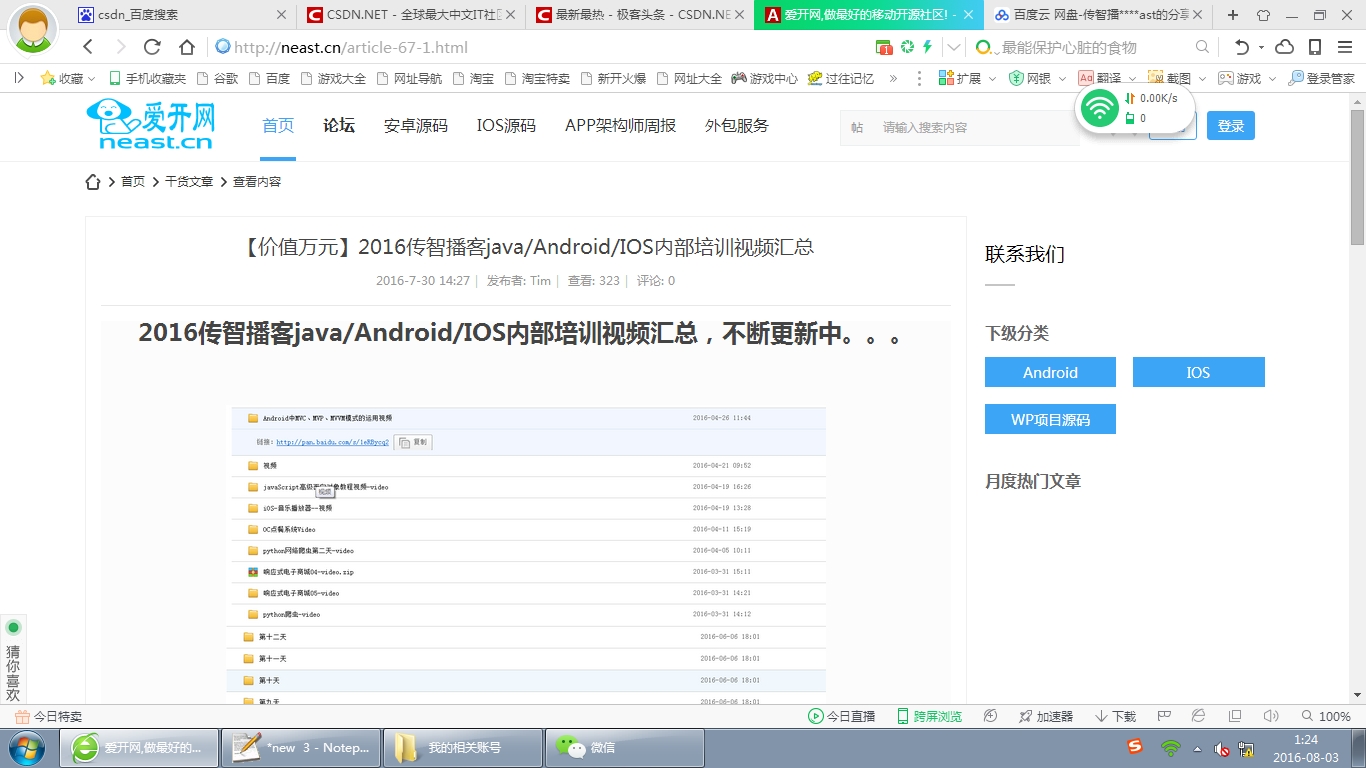 csdn_百度搜索
CSDN.NET - 全球最大中文IT社区
最新最热 - 极客头条 - CSDN.NE
爱开网,做最好的移动开源社区! -
百度云 网盘-传智播****ast的分享
http://neast.cn/article-67-1.html
1
最能保护心脏的食物
收藏 手机收藏夹 谷歌 百度 游戏大全 网址导航 淘宝 淘宝特卖 新开火爆 网址大全 游戏中心 过往记忆 » 扩展 网银 翻译 截图 游戏 登录管家
0.00K/s
0
爱开网
neast.cn
首页 论坛 安卓源码 IOS源码 APP架构师周报 外包服务
帖 请输入搜索内容
登录
首页 干货文章 查看内容
【价值万元】2016传智播客java/Android/IOS内部培训视频汇总
2016-7-30 14:27 | 发布者: Tim | 查看: 323 | 评论: 0
2016传智播客java/Android/IOS内部培训视频汇总，不断更新中。。。
Android中MVC、MVP、MVVM模式的运用视频 2016-04-26 11:44
链接: 复制
视频 2016-04-21 09:52
javaScript高级面向对象教程视频-video 2016-04-19 16:26
视频
iOS-音乐播放器--视频 2016-04-19 13:28
OC点餐系统Video 2016-04-11 15:19
python网络爬虫第二天-video 2016-04-05 10:11
响应式电子商城04-video.zip 2016-03-31 15:11
响应式电子商城05-video 2016-03-31 14:21
python爬虫-video 2016-03-31 14:12
第十二天 2016-06-06 18:01
第十一天 2016-06-06 18:01
第十天 2016-06-06 18:01
第九天 2016-06-06 18:01
联系我们
下级分类
Android IOS
WP项目源码
月度热门文章
猜你喜欢
今日特卖 今日直播 跨屏浏览 加速器 下载 100%
爱开网,做最好的... *new 3 - Notep... 我的相关账号 微信
1:24
2016-08-03